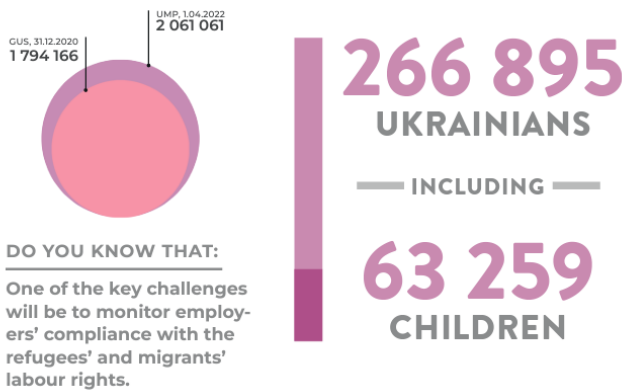 UMP, 1.04.2022
2 061 061
GUS, 31.12.2020
1 794 166
DO YOU KNOW THAT:
One of the key challenges
will be to monitor employ-
ers’ compliance with the
refugees’ and migrants’
labour rights.
266 895
UKRAINIANS
INCLUDING
63 259
CHILDREN